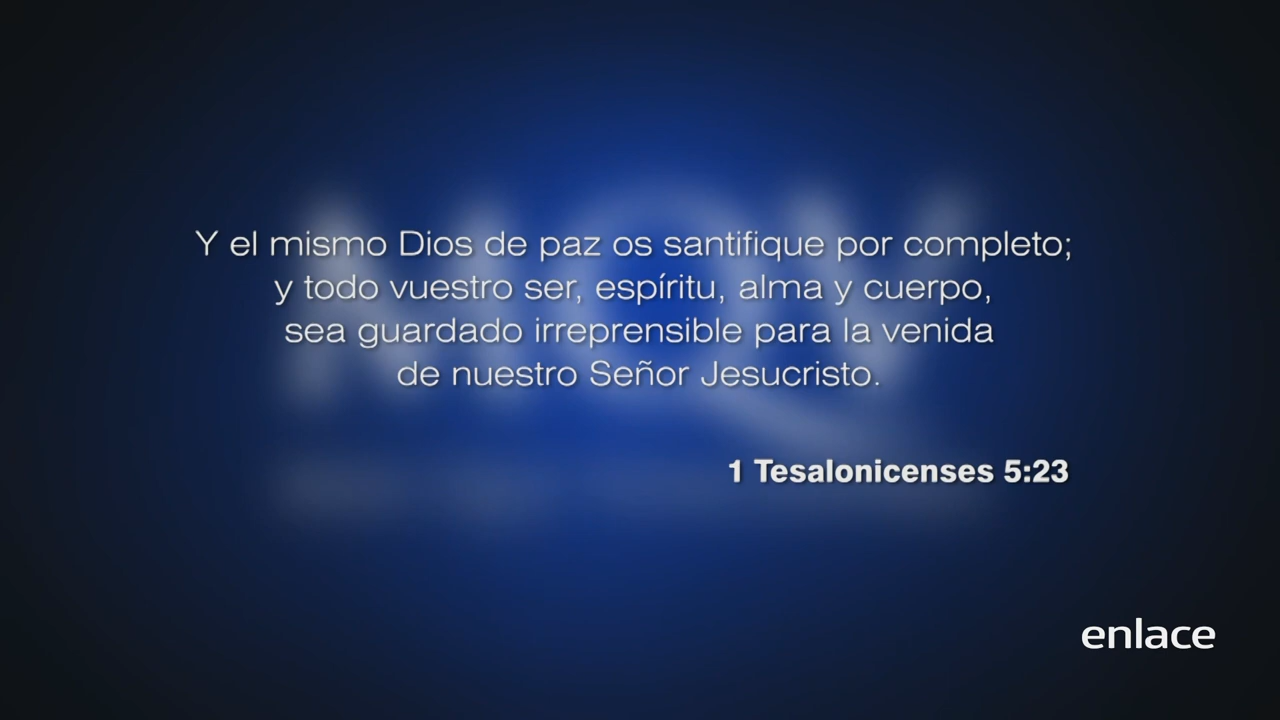 Y el mismo Dios de paz os santifique por completo;
y todo vuestro ser, espíritu, alma y cuerpo,
sea guardado irreprensible para la venida
de nuestro Señor Jesucristo.
1 Tesalonicenses 5:23
enlace